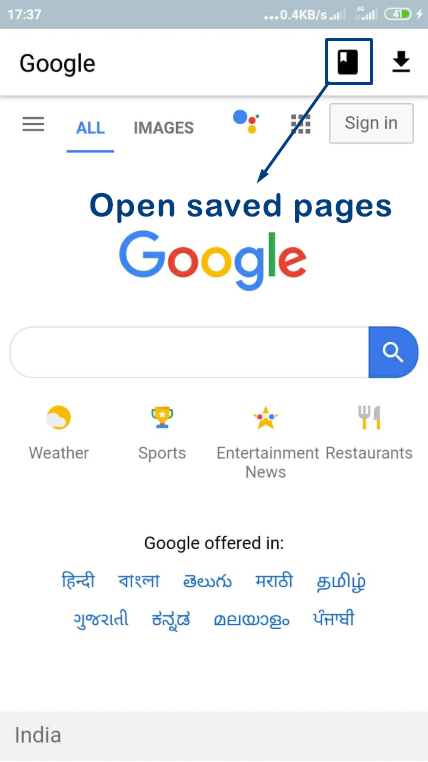 17:37
...0.4KB/s 4G 41
Google
ALL IMAGES Sign in
Open saved pages
Google
Weather Sports Entertainment News Restaurants
Google offered in:
हिन्दी বাংলা తెలుగు मराठी தமிழ்
ગુજરાતી ಕನ್ನಡ മലയാളം ਪੰਜਾਬੀ
India